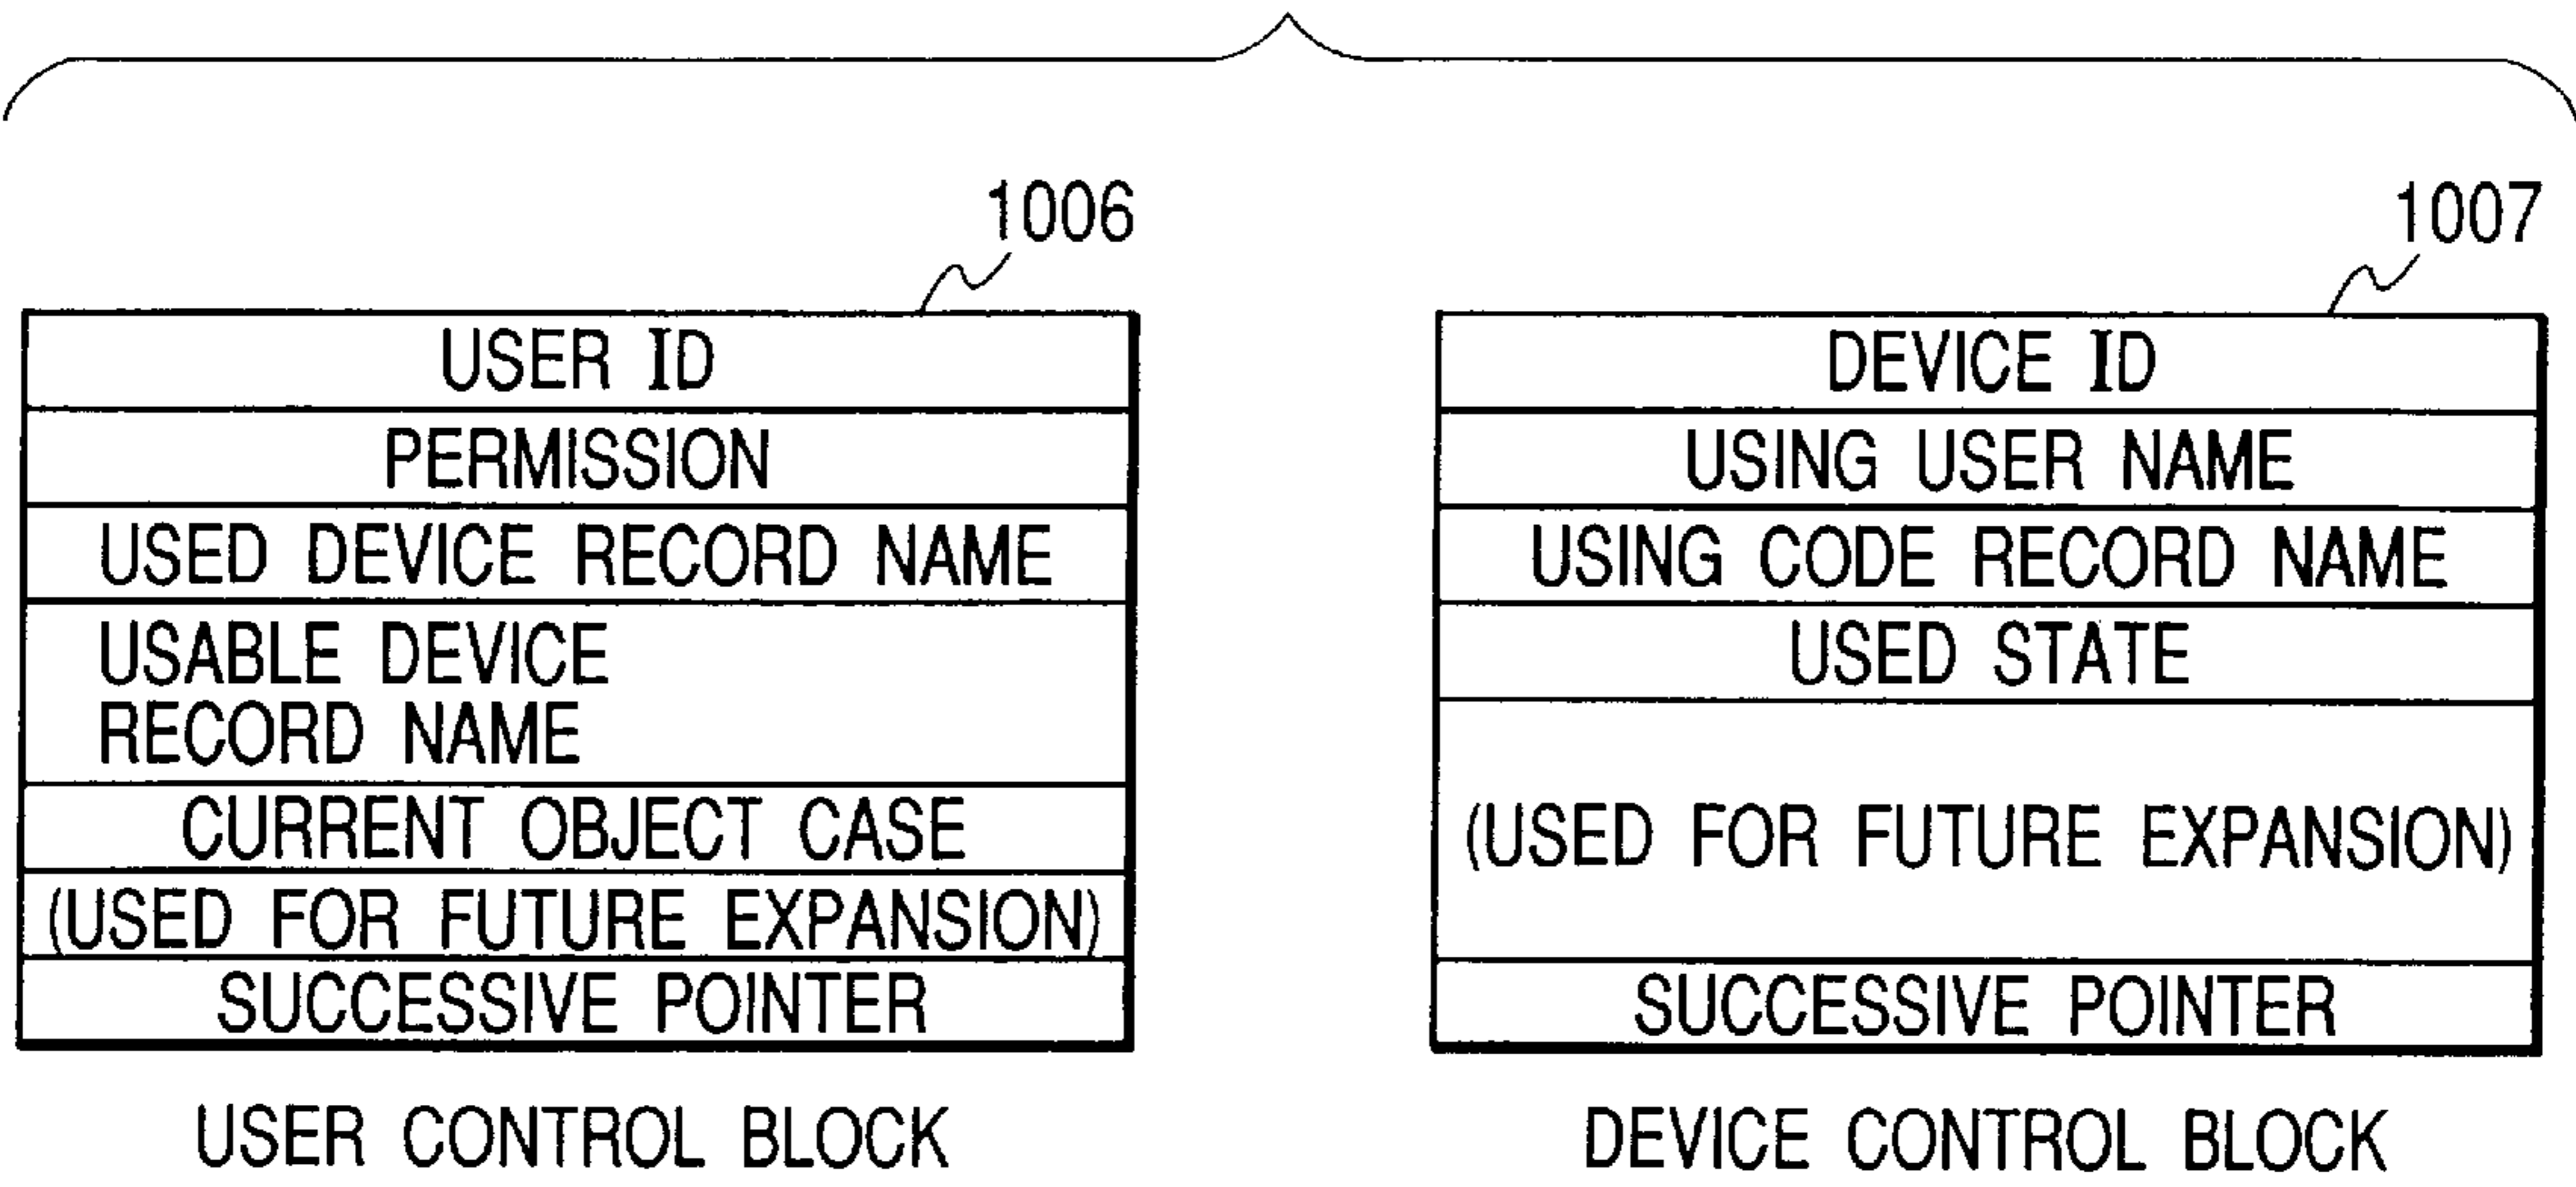 1006
USER ID
PERMISSION
USED DEVICE RECORD NAME
USABLE DEVICE
RECORD NAME
CURRENT OBJECT CASE
(USED FOR FUTURE EXPANSION)
SUCCESSIVE POINTER
USER CONTROL BLOCK
1007
DEVICE ID
USING USER NAME
USING CODE RECORD NAME
USED STATE
(USED FOR FUTURE EXPANSION)
SUCCESSIVE POINTER
DEVICE CONTROL BLOCK